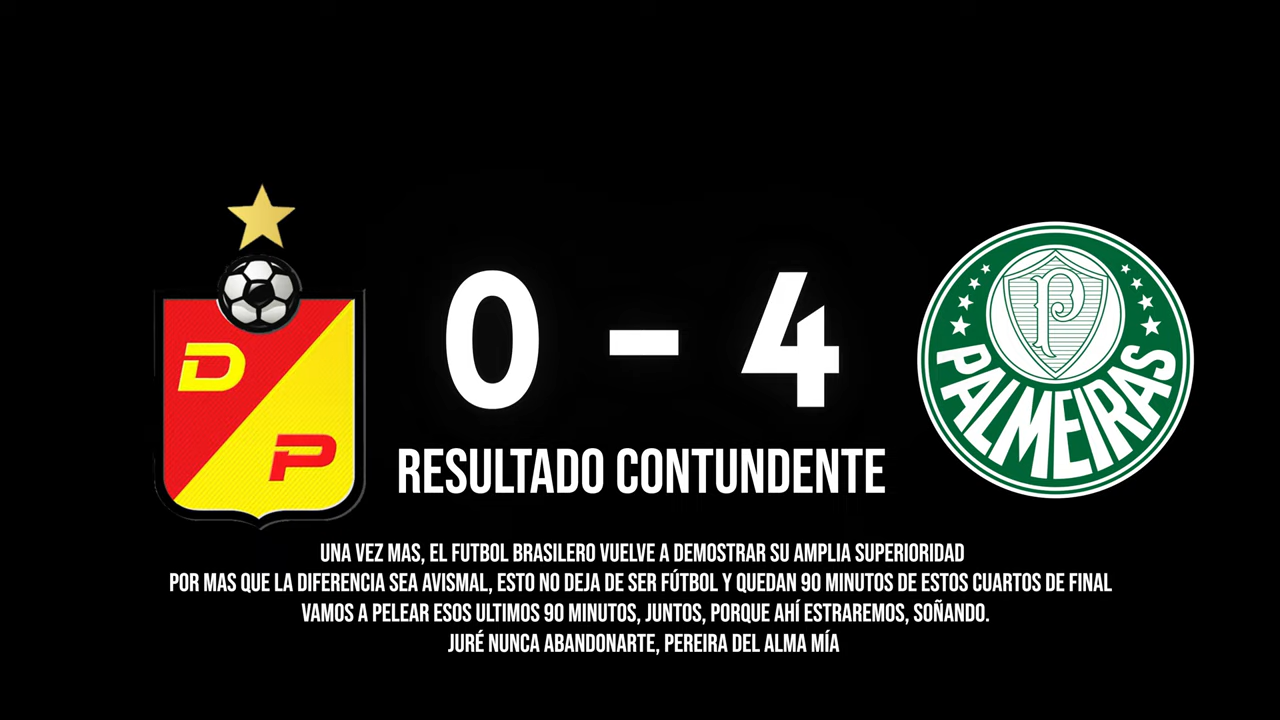 0 - 4
D
P
P
PALMEIRAS
RESULTADO CONTUNDENTE
UNA VEZ MAS, EL FUTBOL BRASILERO VUELVE A DEMOSTRAR SU AMPLIA SUPERIORIDAD
POR MAS QUE LA DIFERENCIA SEA AVISMAL, ESTO NO DEJA DE SER FÚTBOL Y QUEDAN 90 MINUTOS DE ESTOS CUARTOS DE FINAL
VAMOS A PELEAR ESOS ULTIMOS 90 MINUTOS, JUNTOS, PORQUE AHÍ ESTRAREMOS, SOÑANDO.
JURÉ NUNCA ABANDONARTE, PEREIRA DEL ALMA MÍA